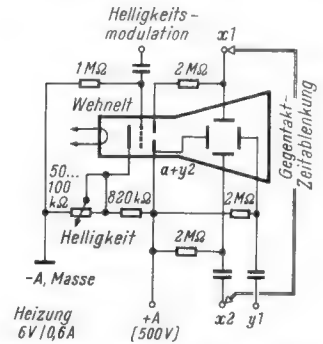 Helligkeits-
modulation
x1
1MΩ
2MΩ
Wehnelt
Gegentakt-
Zeitablenkung
a+y2
50...
100
kΩ
820kΩ
2MΩ
Helligkeit
2MΩ
-A, Masse
Heizung
6V/0,6A
+A
(500V)
x2
y1